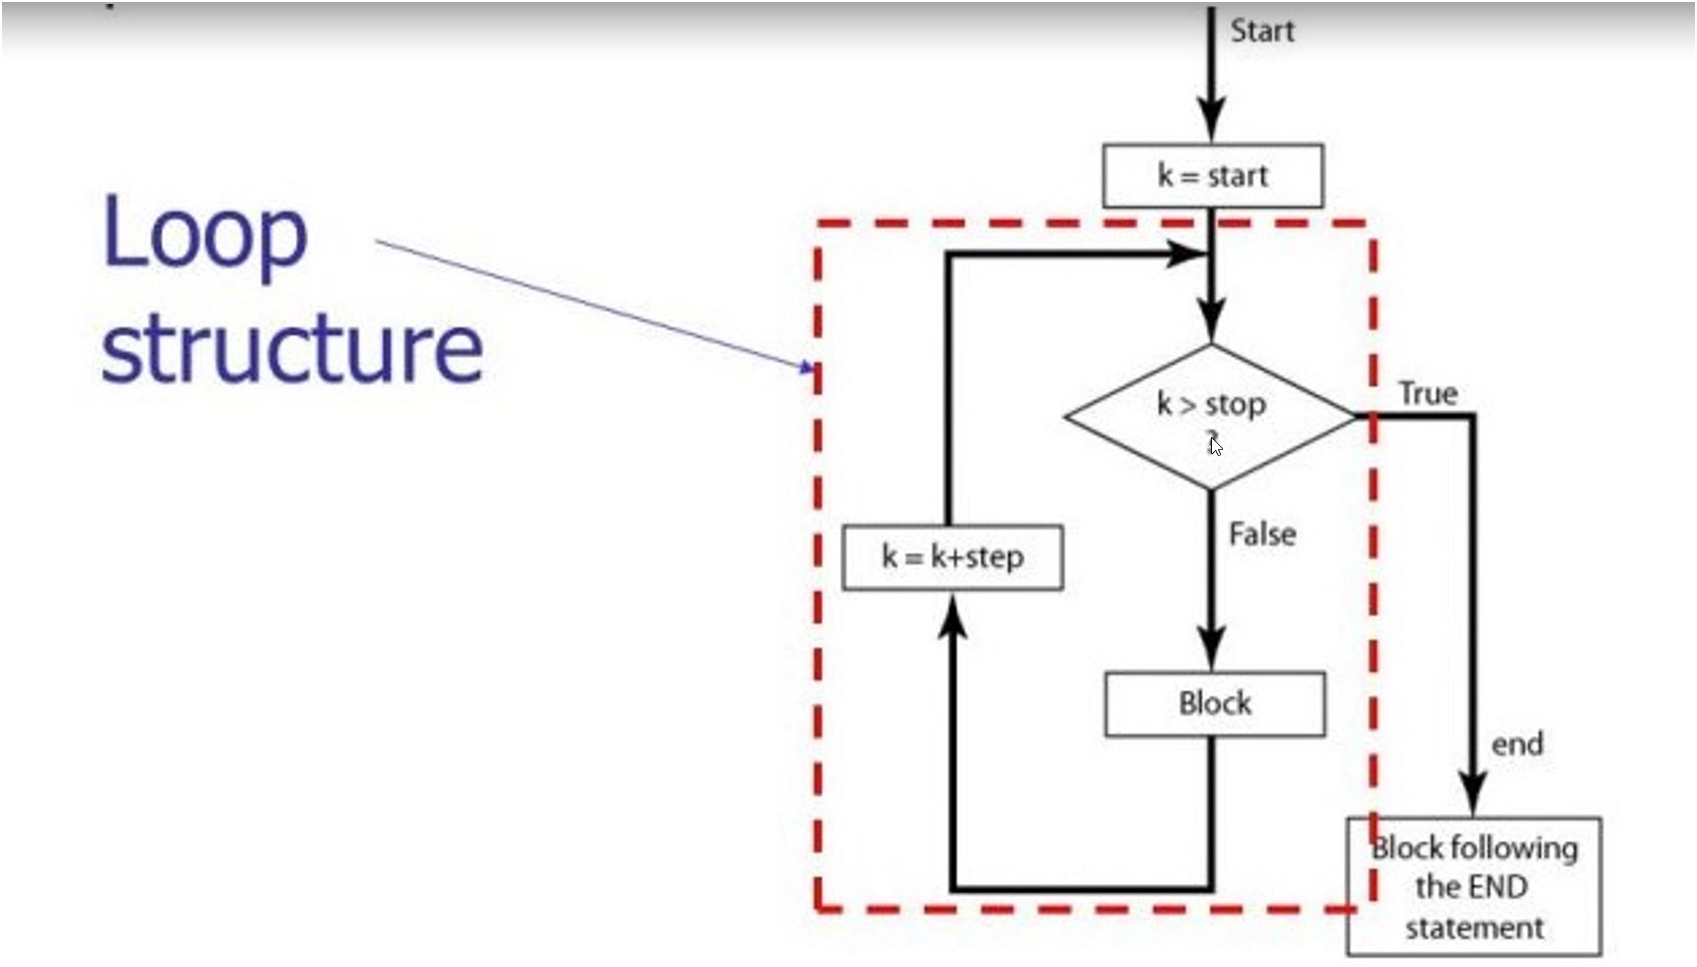 Start
k = start
Loop
structure
k > stop
?
True
False
k = k+step
Block
end
Block following
the END
statement